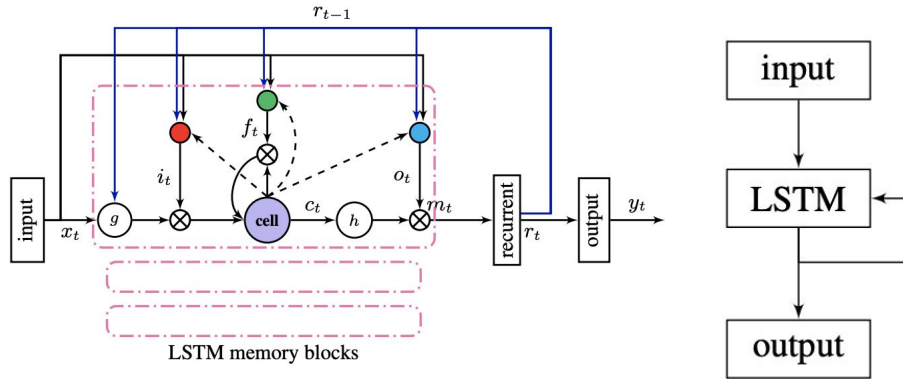 r_{t-1}
f_t
i_t
o_t
input
x_t
g
cell
c_t
h
m_t
recurrent
r_t
output
y_t
LSTM memory blocks
input
LSTM
output